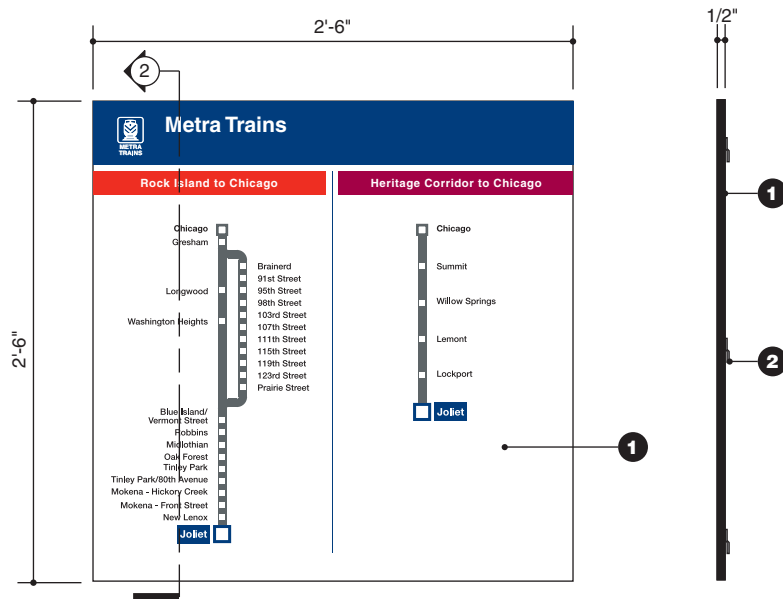 2'-6"
1/2"
2
2'-6"
METRA
TRAINS
Metra Trains
Rock Island to Chicago
Heritage Corridor to Chicago
Chicago
Gresham
Longwood
Washington Heights
Brainerd
91st Street
95th Street
98th Street
103rd Street
107th Street
111th Street
115th Street
119th Street
123rd Street
Prairie Street
Blue Island/
Vermont Street
Robbins
Midlothian
Oak Forest
Tinley Park
Tinley Park/80th Avenue
Mokena - Hickory Creek
Mokena - Front Street
New Lenox
Joliet
Chicago
Summit
Willow Springs
Lemont
Lockport
Joliet
1
1
2